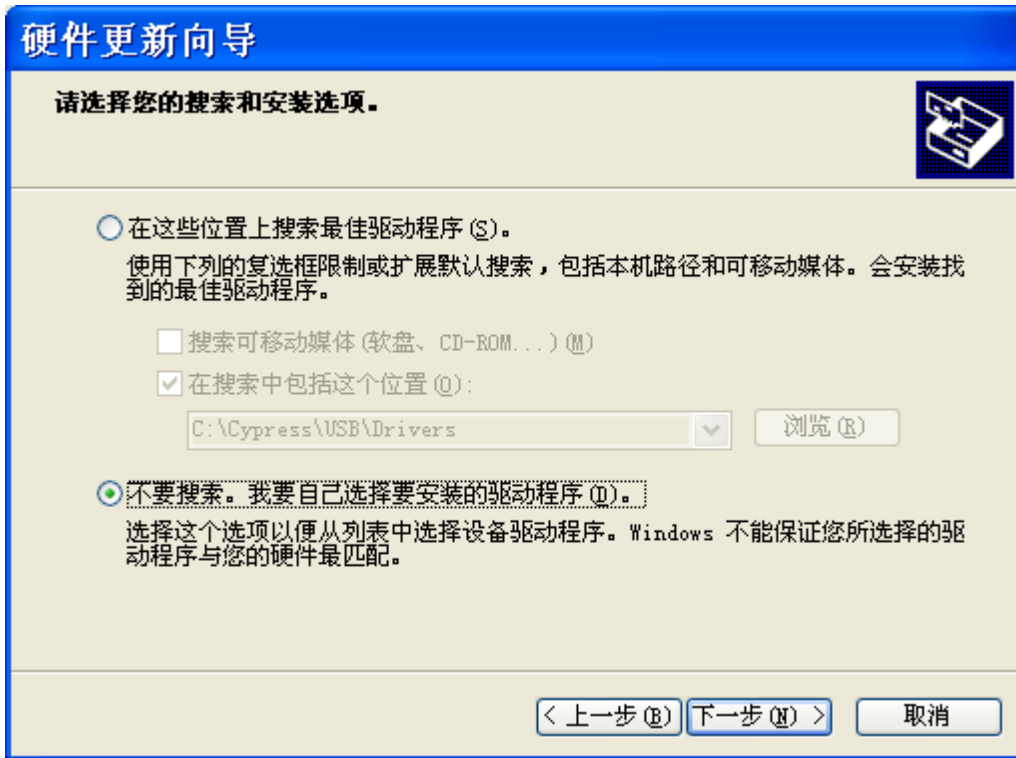 硬件更新向导
请选择您的搜索和安装选项。
在这些位置上搜索最佳驱动程序(S)。
使用下列的复选框限制或扩展默认搜索，包括本机路径和可移动媒体。会安装找
到的最佳驱动程序。
搜索可移动媒体(软盘、CD-ROM...)(M)
在搜索中包括这个位置(O):
C:\Cypress\USB\Drivers
浏览(R)
不要搜索。我要自己选择要安装的驱动程序(D)。
选择这个选项以便从列表中选择设备驱动程序。Windows 不能保证您所选择的驱
动程序与您的硬件最匹配。
< 上一步(B) 下一步(N) > 取消